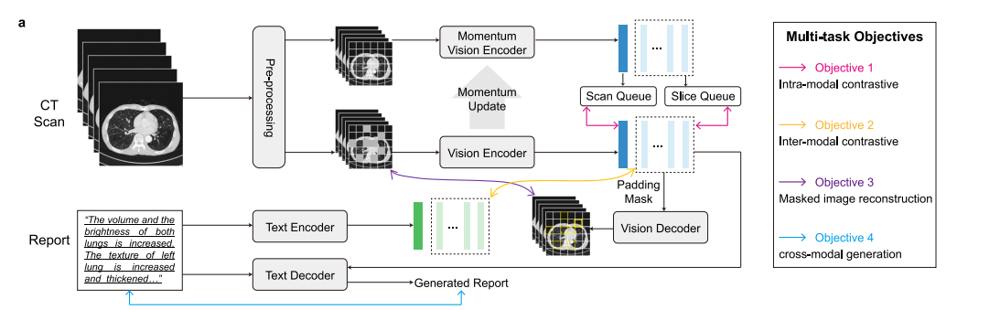 a
CT
Scan
Pre-processing
Momentum
Vision Encoder
Momentum
Update
Vision Encoder
...
Scan Queue
Slice Queue
...
Padding
Mask
Vision Decoder
Report
“The volume and the
brightness of both
lungs is increased.
The texture of left
lung is increased
and thickened…”
Text Encoder
...
Text Decoder
Generated Report
Multi-task Objectives
Objective 1
Intra-modal contrastive
Objective 2
Inter-modal contrastive
Objective 3
Masked image reconstruction
Objective 4
cross-modal generation